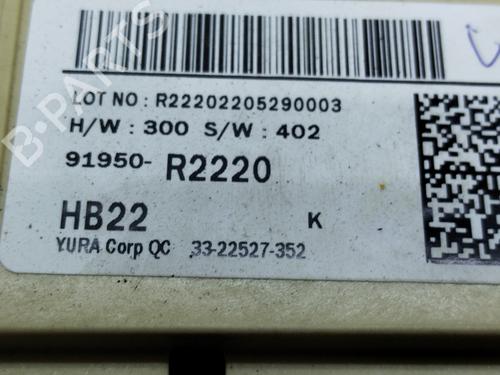 LOT NO : R22202205290003
H/W : 300 S/W : 402
91950- R2220
HB22 K
YURA Corp QC 33-22527-352
B-PARTS